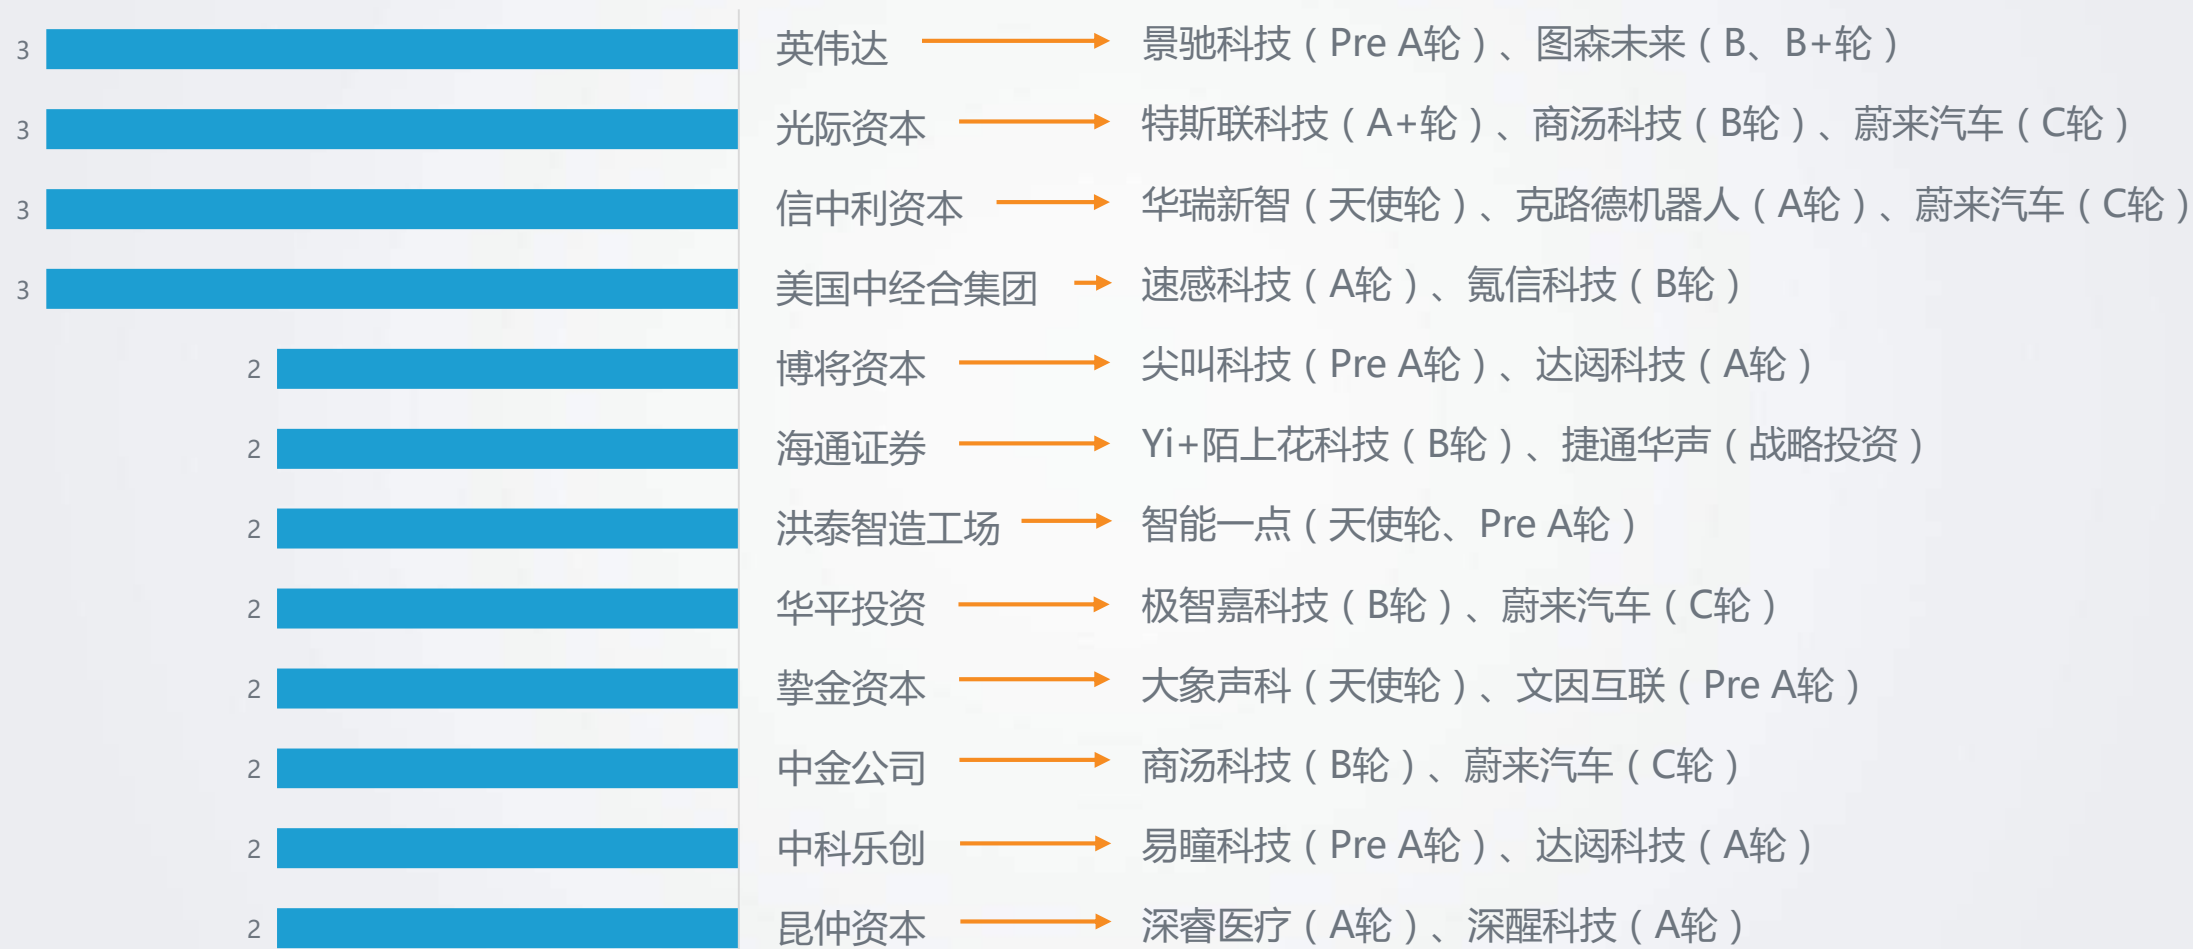 3 英伟达 景驰科技（Pre A轮）、图森未来（B、B+轮）
3 光际资本 特斯联科技（A+轮）、商汤科技（B轮）、蔚来汽车（C轮）
3 信中利资本 华瑞新智（天使轮）、克路德机器人（A轮）、蔚来汽车（C轮）
3 美国中经合集团 速感科技（A轮）、氪信科技（B轮）
2 博将资本 尖叫科技（Pre A轮）、达闼科技（A轮）
2 海通证券 Yi+陌上花科技（B轮）、捷通华声（战略投资）
2 洪泰智造工场 智能一点（天使轮、Pre A轮）
2 华平投资 极智嘉科技（B轮）、蔚来汽车（C轮）
2 挚金资本 大象声科（天使轮）、文因互联（Pre A轮）
2 中金公司 商汤科技（B轮）、蔚来汽车（C轮）
2 中科乐创 易瞳科技（Pre A轮）、达闼科技（A轮）
2 昆仲资本 深睿医疗（A轮）、深醒科技（A轮）